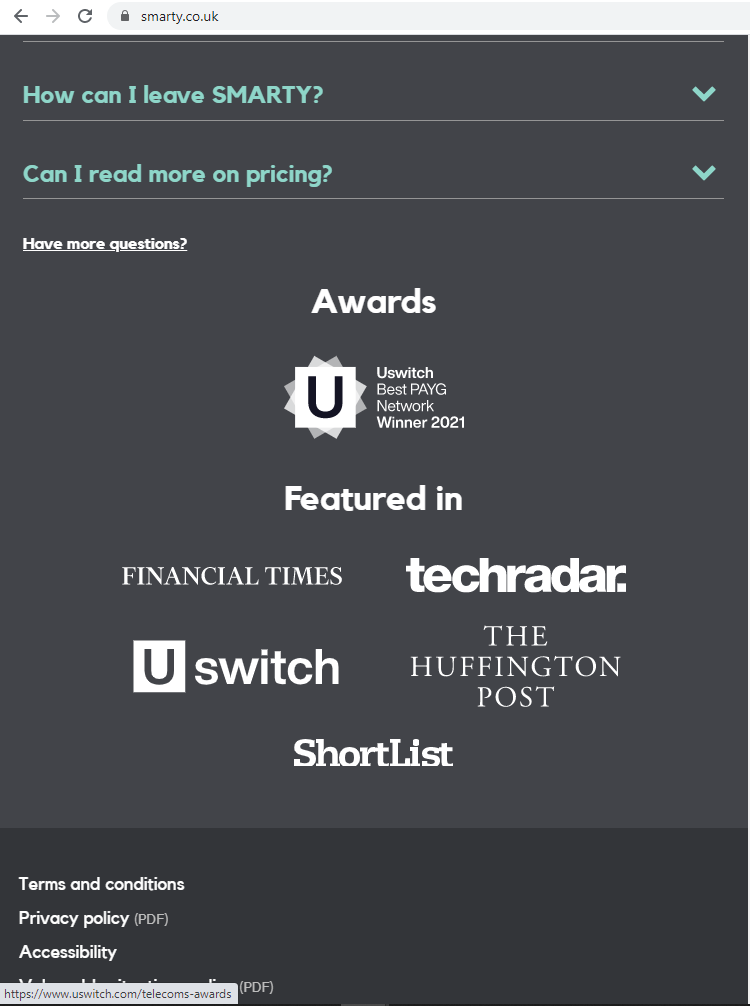 smarty.co.uk
How can I leave SMARTY?
Can I read more on pricing?
Have more questions?
Awards
U
Uswitch
Best PAYG
Network
Winner 2021
Featured in
FINANCIAL TIMES
techradar.
U switch
THE
HUFFINGTON
POST
ShortList
Terms and conditions
Privacy policy (PDF)
Accessibility
(PDF)
https://www.uswitch.com/telecoms-awards